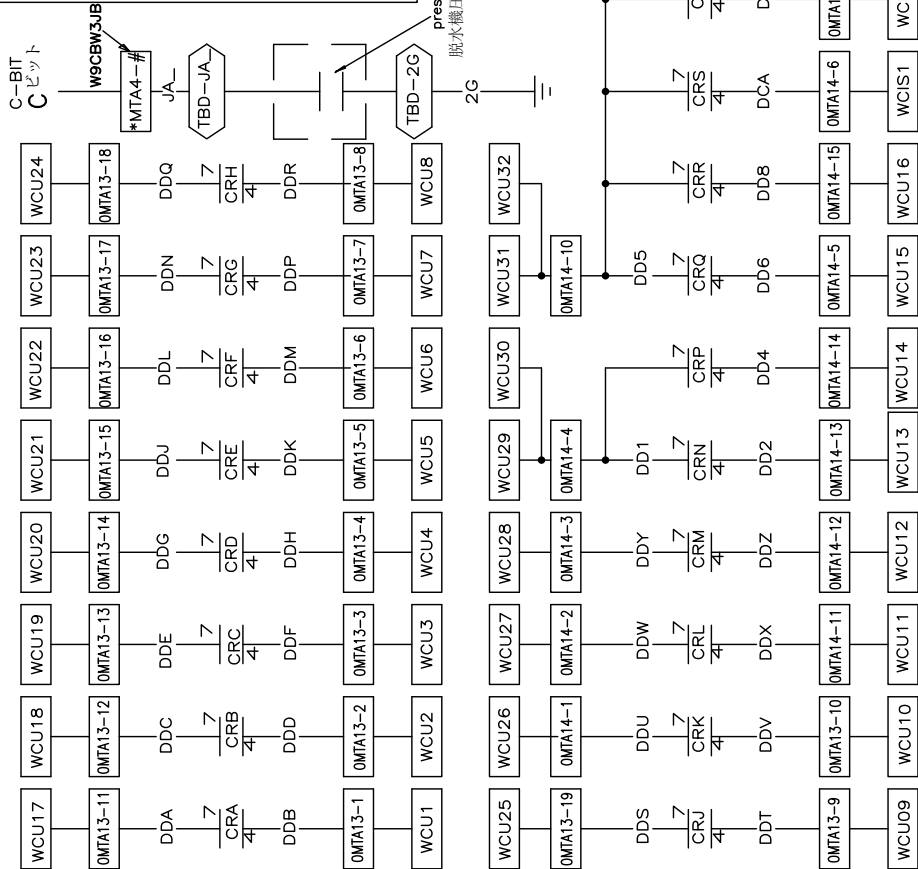 C-BIT
Cビット
W9CBW3JB
*MTA4-#
JA_
TBD-JA_
脱水機圧
TBD-2G
2G
WCU24
WCU23
WCU22
WCU21
WCU20
WCU19
WCU18
WCU17
0MTA13-18
0MTA13-17
0MTA13-16
0MTA13-15
0MTA13-14
0MTA13-13
0MTA13-12
0MTA13-11
DDQ
DDN
DDL
DDJ
DDG
DDE
DDC
DDA
7 CRH 4
7 CRG 4
7 CRF 4
7 CRE 4
7 CRD 4
7 CRC 4
7 CRB 4
7 CRA 4
DDR
DDP
DDM
DDK
DDH
DDF
DDD
DDB
0MTA13-8
0MTA13-7
0MTA13-6
0MTA13-5
0MTA13-4
0MTA13-3
0MTA13-2
0MTA13-1
WCU8
WCU7
WCU6
WCU5
WCU4
WCU3
WCU2
WCU1
WCU32
WCU31
WCU30
WCU29
WCU28
WCU27
WCU26
WCU25
0MTA14-10
0MTA14-4
0MTA14-3
0MTA14-2
0MTA14-1
0MTA13-19
DD5
DD1
DDY
DDW
DDU
DDS
7 CRS 4
7 CRR 4
7 CRQ 4
7 CRP 4
7 CRN 4
7 CRM 4
7 CRL 4
7 CRK 4
7 CRJ 4
DCA
DD8
DD6
DD4
DD2
DDZ
DDX
DDV
DDT
0MTA14-6
0MTA14-15
0MTA14-5
0MTA14-14
0MTA14-13
0MTA14-12
0MTA14-11
0MTA13-10
0MTA13-9
WCIS1
WCU16
WCU15
WCU14
WCU13
WCU12
WCU11
WCU10
WCU09